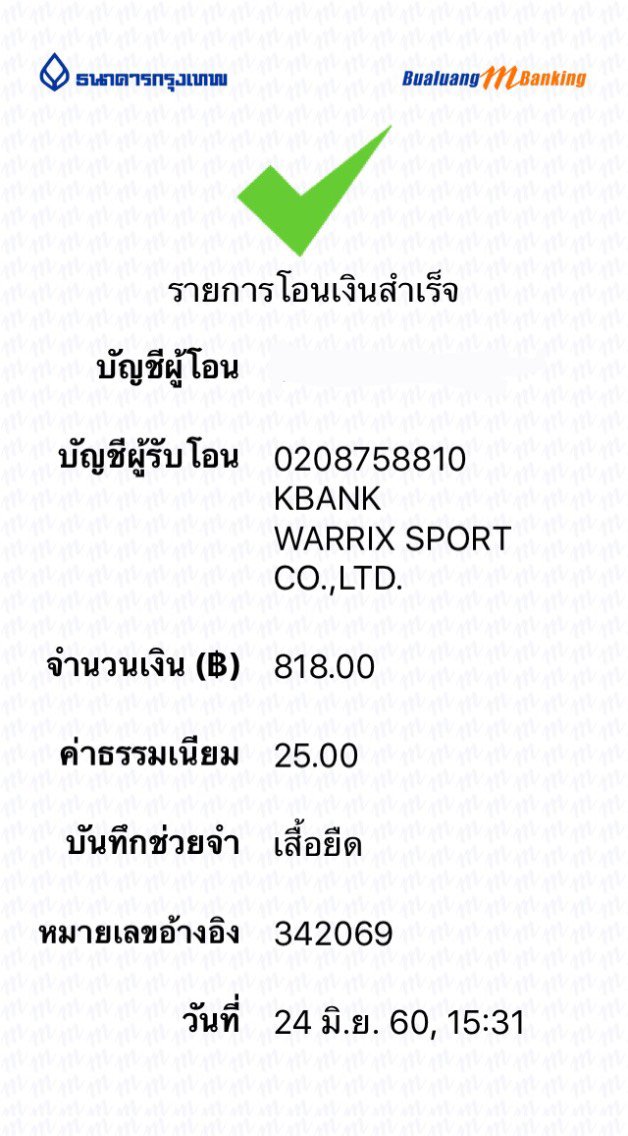 ธนาคารกรุงเทพ
Bualuang mBanking
รายการโอนเงินสำเร็จ
บัญชีผู้โอน
บัญชีผู้รับโอน 0208758810
KBANK
WARRIX SPORT
CO.,LTD.
จำนวนเงิน (฿) 818.00
ค่าธรรมเนียม 25.00
บันทึกช่วยจำ เสื้อยืด
หมายเลขอ้างอิง 342069
วันที่ 24 มิ.ย. 60, 15:31